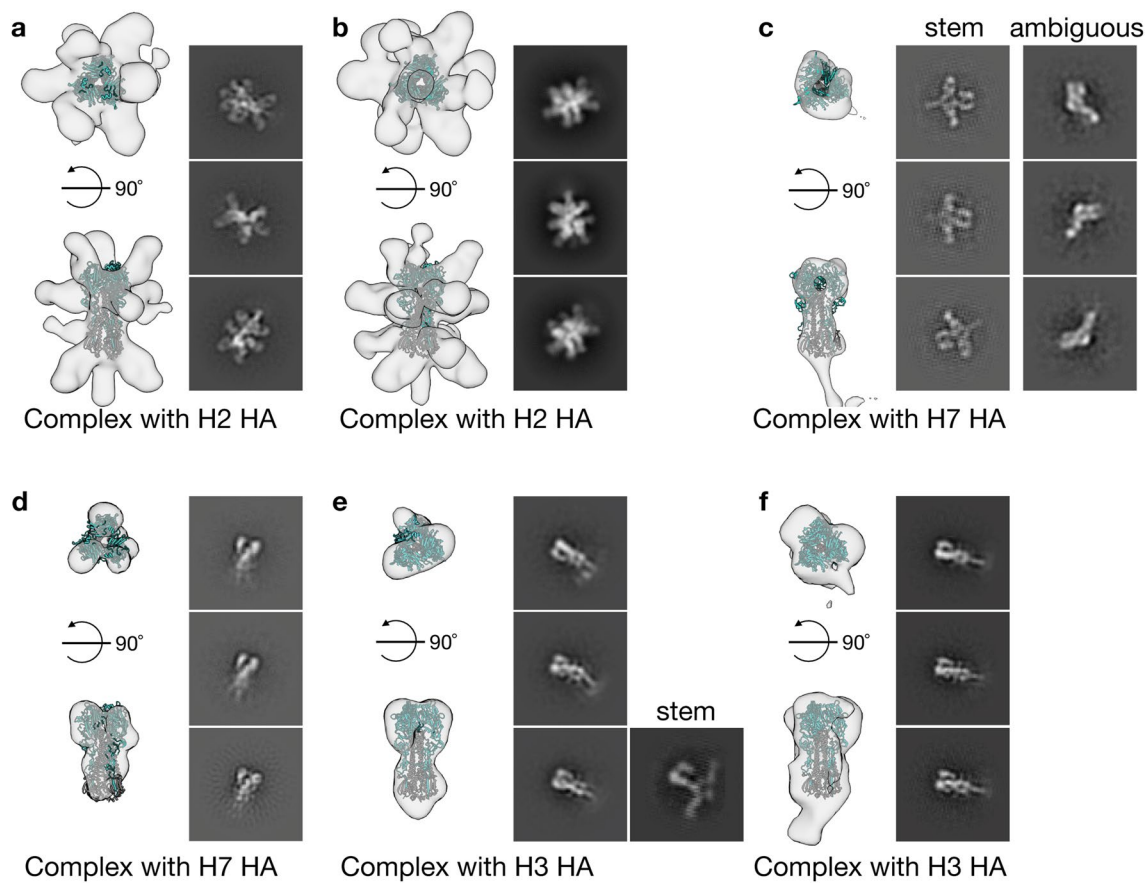 a
b
c
stem
ambiguous
90°
90°
90°
Complex with H2 HA
Complex with H2 HA
Complex with H7 HA
d
e
f
90°
90°
90°
stem
Complex with H7 HA
Complex with H3 HA
Complex with H3 HA